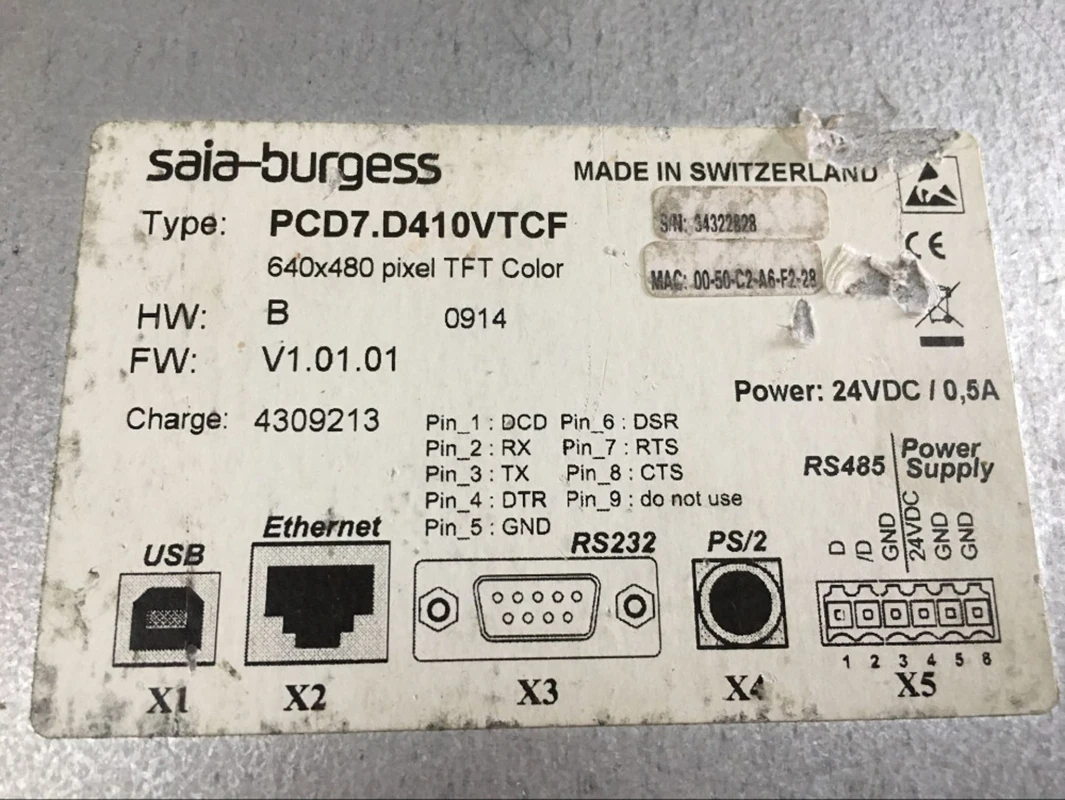 saia-burgess
MADE IN SWITZERLAND
Type: PCD7.D410VTCF
S/N: 34322828
640x480 pixel TFT Color
MAC: 00-50-C2-A6-F2-28
CE
HW: B 0914
FW: V1.01.01
Power: 24VDC / 0,5A
Charge: 4309213
Pin_1 : DCD Pin_6 : DSR
Pin_2 : RX Pin_7 : RTS
Pin_3 : TX Pin_8 : CTS
Pin_4 : DTR Pin_9 : do not use
Pin_5 : GND
RS485
Power
Supply
USB
Ethernet
RS232
PS/2
D
/D
GND
24VDC
GND
GND
1 2 3 4 5 6
X1 X2 X3 X4 X5